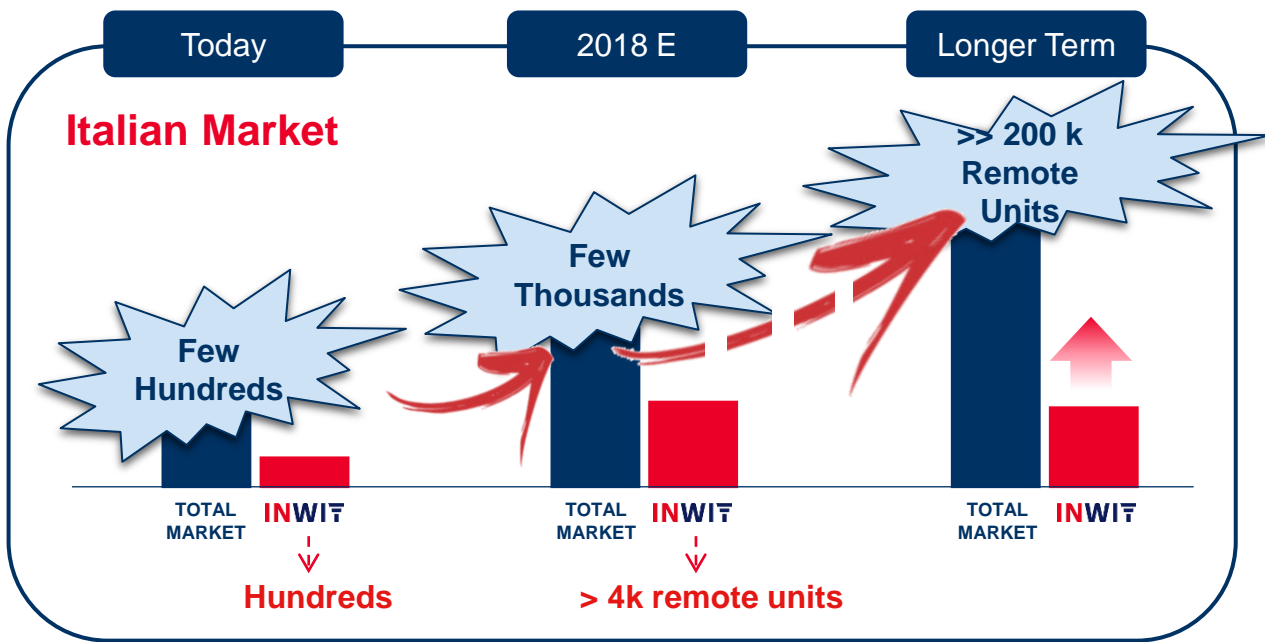 Today
2018 E
Longer Term
Italian Market
>> 200 k
Remote
Units
Few
Thousands
Few
Hundreds
TOTAL
MARKET
INWIT
TOTAL
MARKET
INWIT
TOTAL
MARKET
INWIT
Hundreds
> 4k remote units